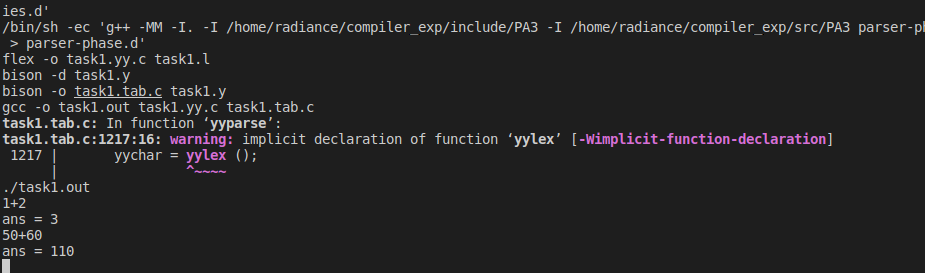 ies.d'
/bin/sh -ec 'g++ -MM -I. -I /home/radiance/compiler_exp/include/PA3 -I /home/radiance/compiler_exp/src/PA3 parser-ph
 > parser-phase.d'
flex -o task1.yy.c task1.l
bison -d task1.y
bison -o task1.tab.c task1.y
gcc -o task1.out task1.yy.c task1.tab.c
task1.tab.c: In function ‘yyparse’:
task1.tab.c:1217:16: warning: implicit declaration of function ‘yylex’ [-Wimplicit-function-declaration]
 1217 |       yychar = yylex ();
      |                ^~~~~
./task1.out
1+2
ans = 3
50+60
ans = 110